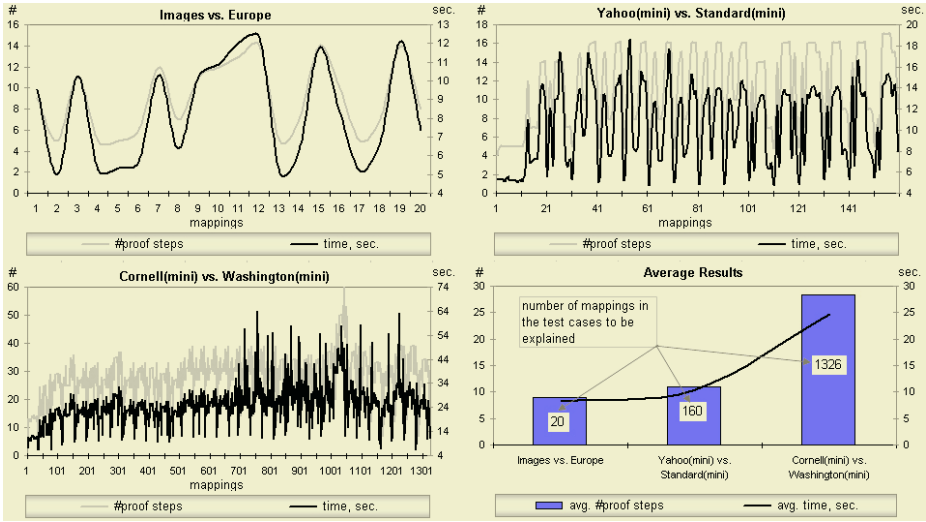 # Images vs. Europe sec.
16 13
14 12
12 11
10 10
8 9
6 8
4 7
2 6
0 5
4
1 2 3 4 5 6 7 8 9 10 11 12 13 14 15 16 17 18 19 20
mappings
#proof steps time, sec.
# Yahoo(mini) vs. Standard(mini) sec.
18 20
16 18
14 16
12 14
10 12
8 10
6 8
4 6
2 4
0
1 21 41 61 81 101 121 141
mappings
#proof steps time, sec.
# Cornell(mini) vs. Washington(mini) sec.
60 74
50 64
40 54
30 44
20 34
10 24
0 14
4
1 101 201 301 401 501 601 701 801 901 1001 1101 1201 1301
mappings
#proof steps time, sec.
# Average Results sec.
30 30
25 25
20 20
15 15
10 10
5 5
0 0
number of mappings in
the test cases to be
explained
20 160 1326
Images vs. Europe Yahoo(mini) vs. Cornell(mini) vs.
Standard(mini) Washington(mini)
avg. #proof steps avg. time, sec.